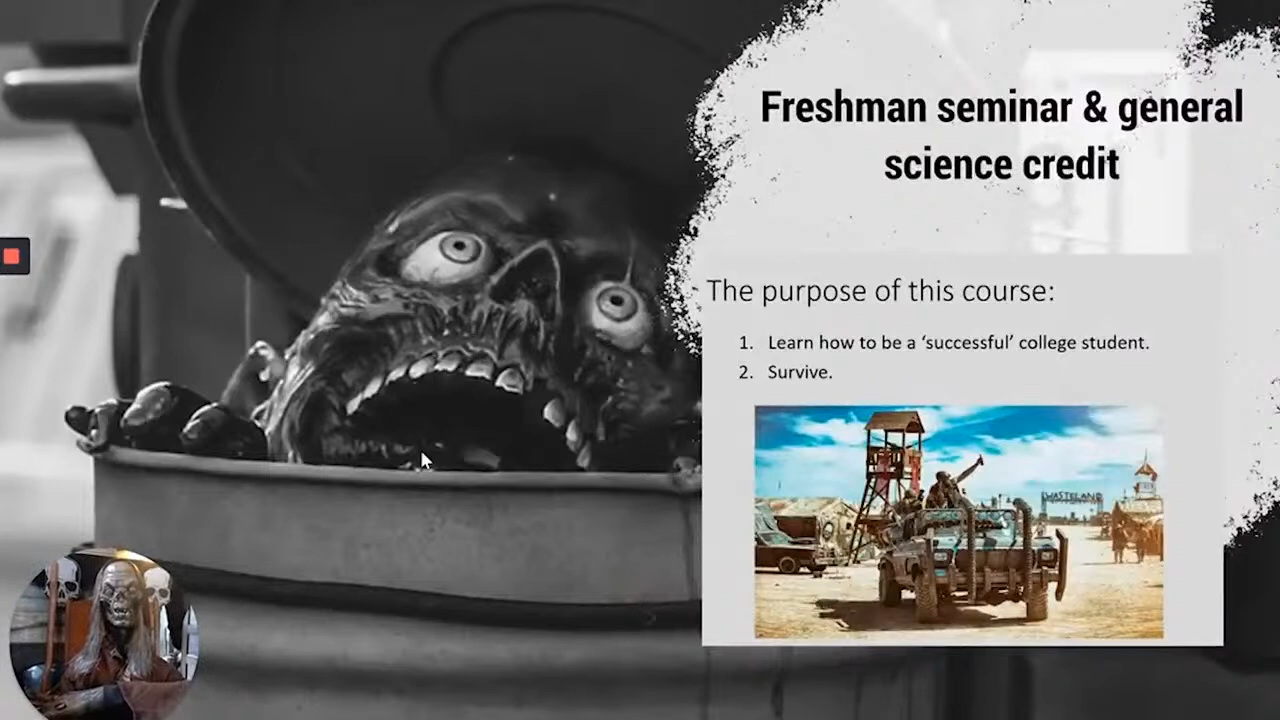 Freshman seminar & general
science credit
The purpose of this course:
1. Learn how to be a ‘successful’ college student.
2. Survive.
WASTELAND